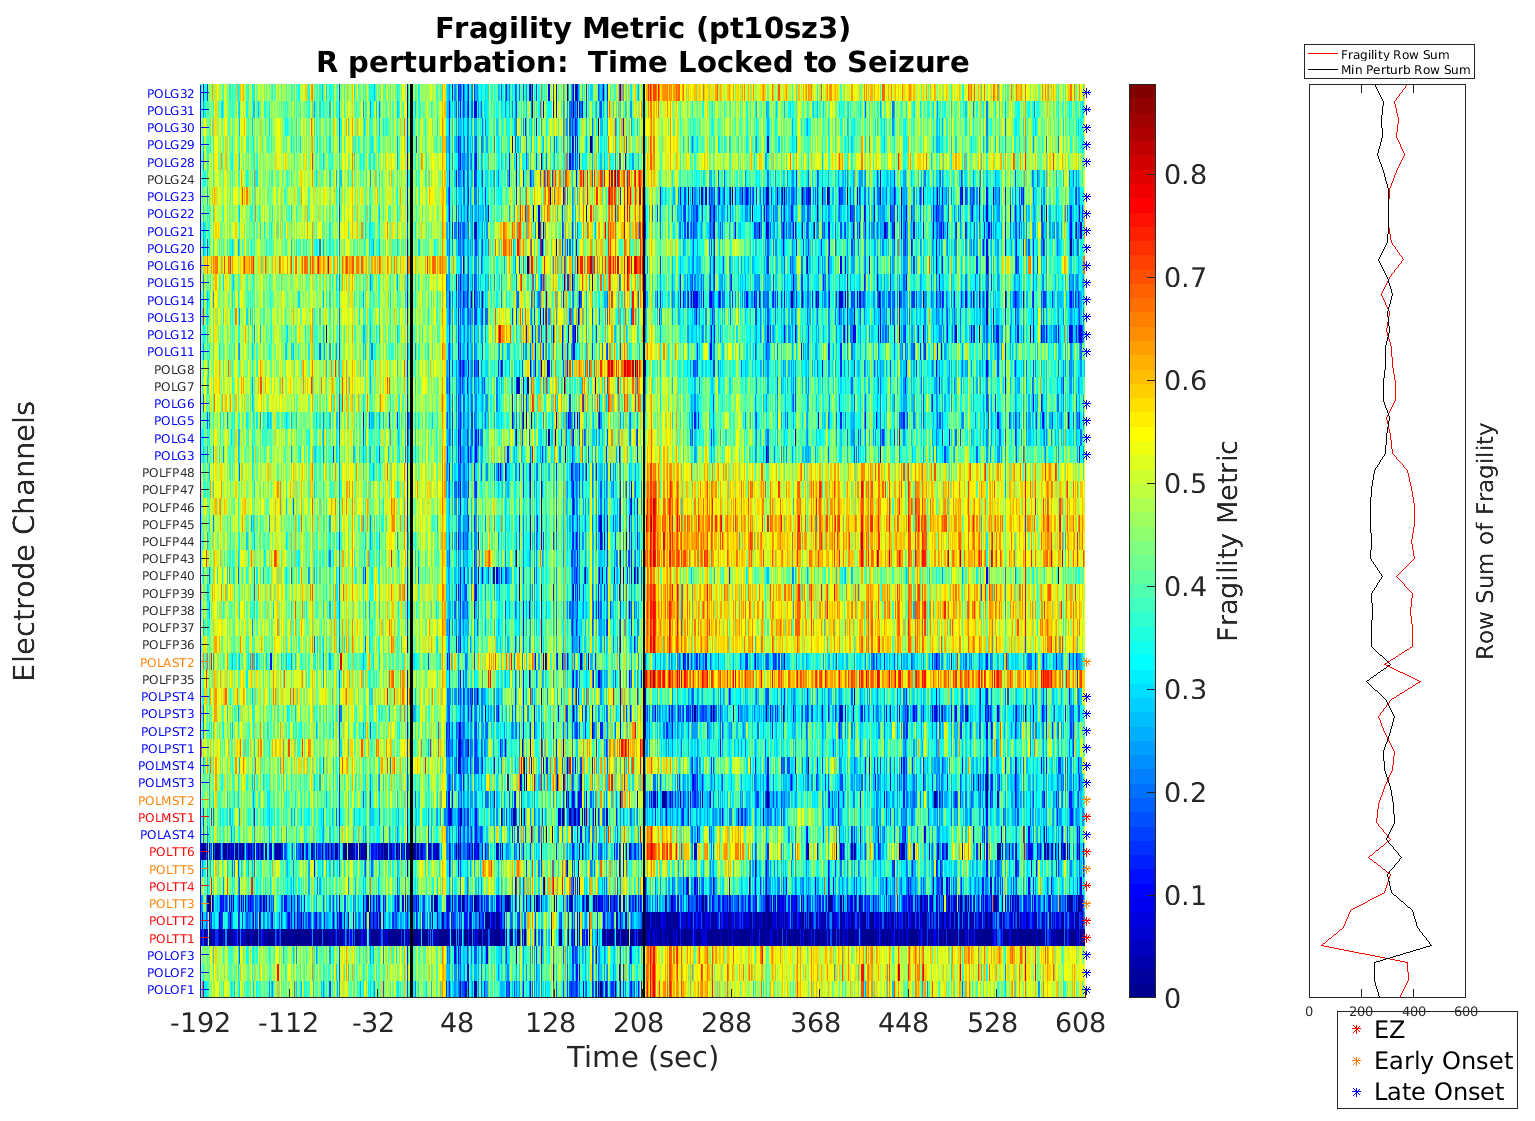 Fragility Metric (pt10sz3)
R perturbation:  Time Locked to Seizure
Electrode Channels
POLG32
POLG31
POLG30
POLG29
POLG28
POLG24
POLG23
POLG22
POLG21
POLG20
POLG16
POLG15
POLG14
POLG13
POLG12
POLG11
POLG8
POLG7
POLG6
POLG5
POLG4
POLG3
POLFP48
POLFP47
POLFP46
POLFP45
POLFP44
POLFP43
POLFP40
POLFP39
POLFP38
POLFP37
POLFP36
POLAST2
POLFP35
POLPST4
POLPST3
POLPST2
POLPST1
POLMST4
POLMST3
POLMST2
POLMST1
POLAST4
POLTT6
POLTT5
POLTT4
POLTT3
POLTT2
POLTT1
POLOF3
POLOF2
POLOF1
-192 -112 -32 48 128 208 288 368 448 528 608
Time (sec)
0.8
0.7
0.6
0.5
0.4
0.3
0.2
0.1
0
Fragility Metric
Fragility Row Sum
Min Perturb Row Sum
0 200 400 600
Row Sum of Fragility
EZ
Early Onset
Late Onset